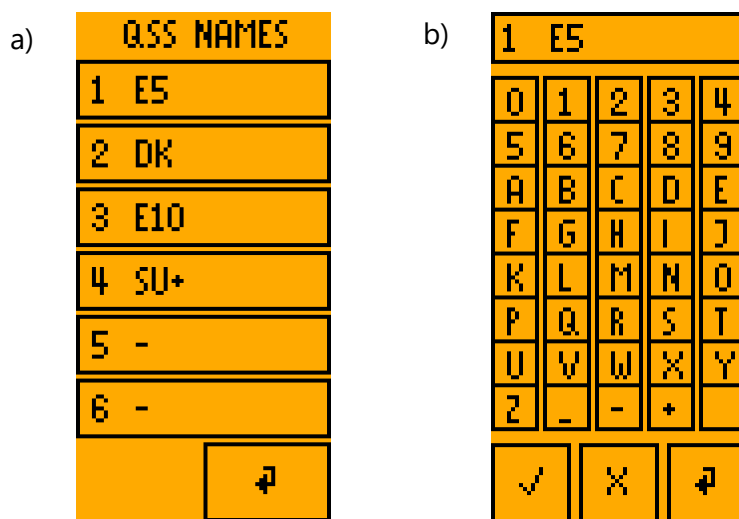 a)
QSS NAMES
1 E5
2 DK
3 E10
4 SU+
5 -
6 -
b)
1 E5
0 1 2 3 4
5 6 7 8 9
A B C D E
F G H I J
K L M N O
P Q R S T
U V W X Y
Z _ - +